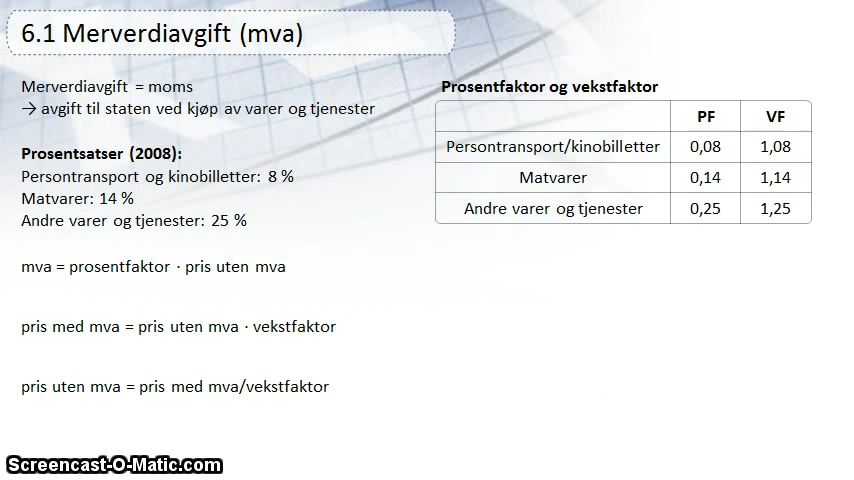 6.1 Merverdiavgift (mva)
Merverdiavgift = moms
→ avgift til staten ved kjøp av varer og tjenester
Prosentsatser (2008):
Persontransport og kinobilletter: 8 %
Matvarer: 14 %
Andre varer og tjenester: 25 %
mva = prosentfaktor · pris uten mva
pris med mva = pris uten mva · vekstfaktor
pris uten mva = pris med mva/vekstfaktor
Prosentfaktor og vekstfaktor
PF VF
Persontransport/kinobilletter 0,08 1,08
Matvarer 0,14 1,14
Andre varer og tjenester 0,25 1,25
Screencast-O-Matic.com